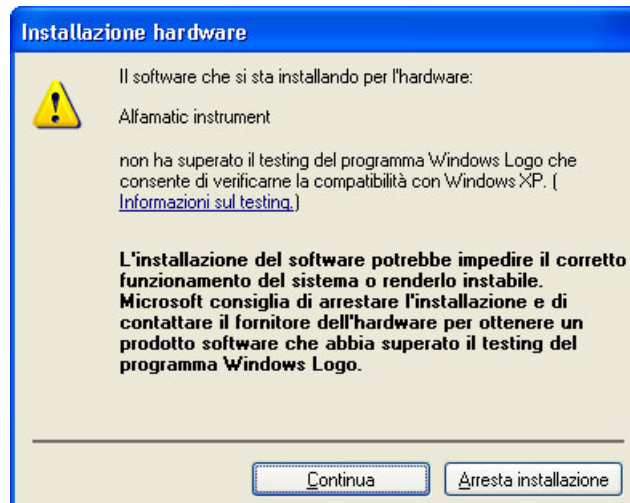 Installazione hardware
Il software che si sta installando per l'hardware:
Alfamatic instrument
non ha superato il testing del programma Windows Logo che
consente di verificarne la compatibilità con Windows XP. (
Informazioni sul testing.)
L'installazione del software potrebbe impedire il corretto
funzionamento del sistema o renderlo instabile.
Microsoft consiglia di arrestare l'installazione e di
contattare il fornitore dell'hardware per ottenere un
prodotto software che abbia superato il testing del
programma Windows Logo.
Continua
Arresta installazione